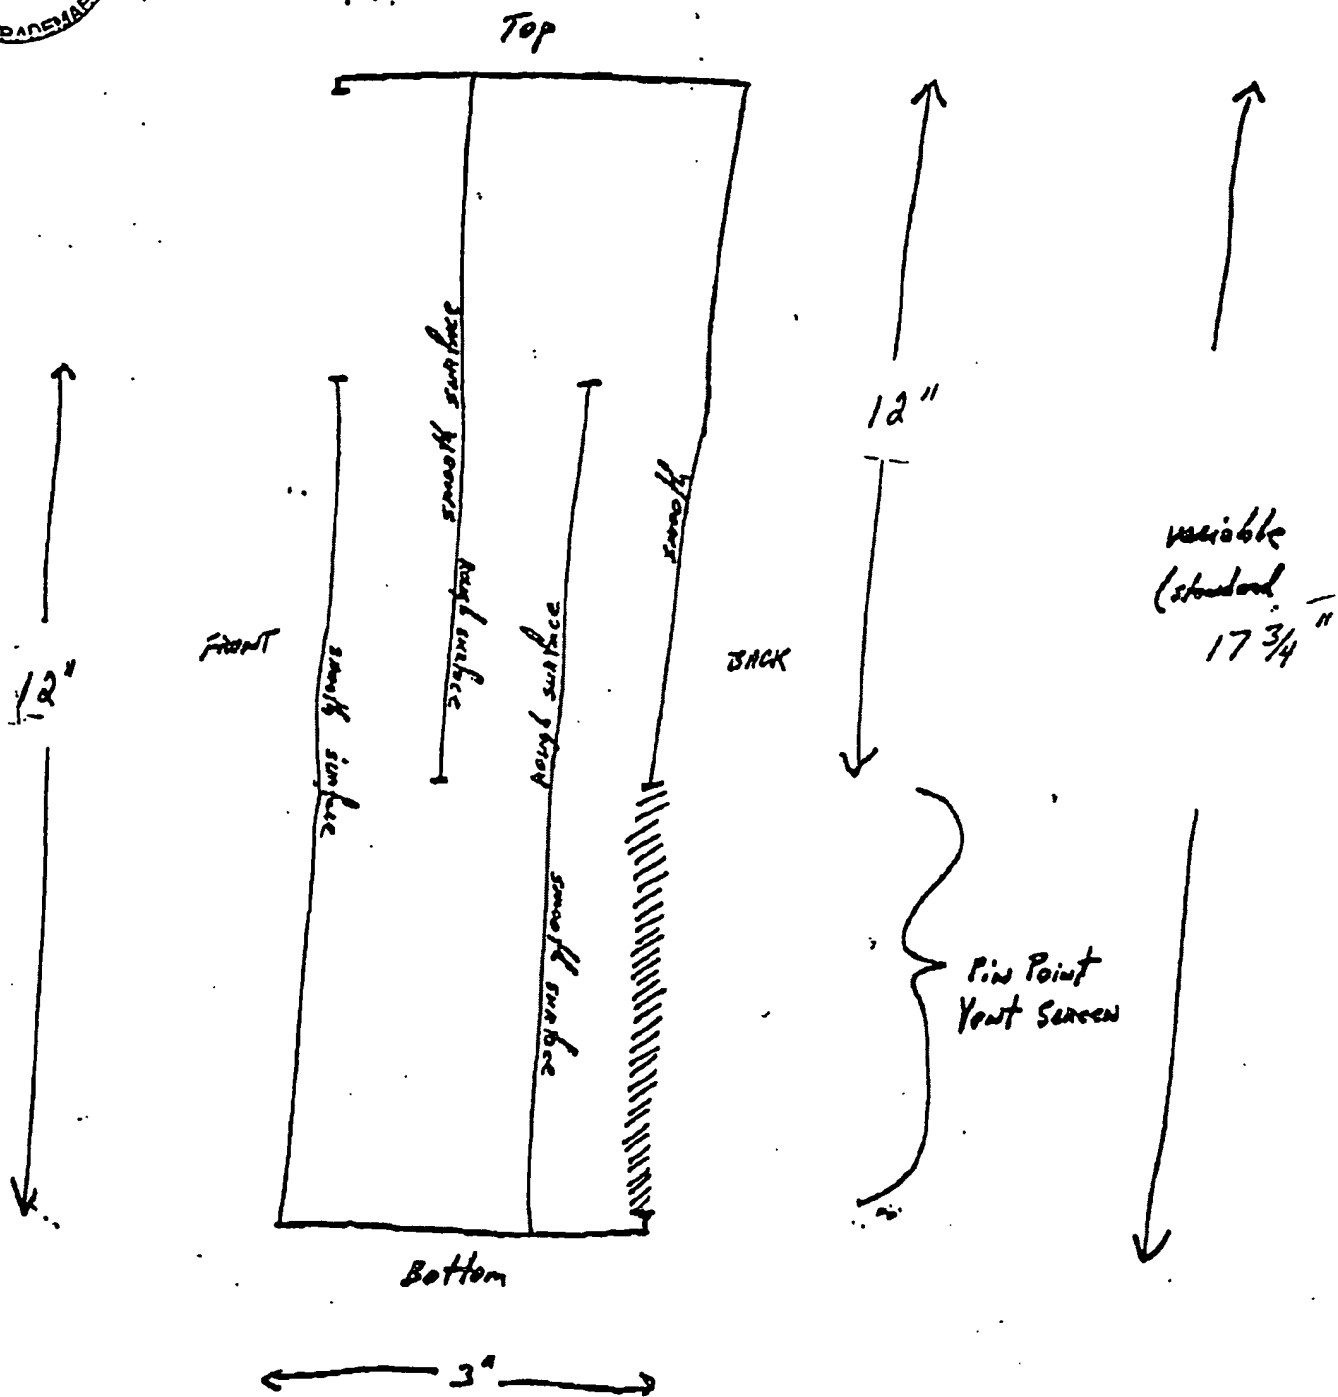 Top
12"
FRONT
smooth surface
smooth surface
rough surface
rough surface
smooth surface
smooth
BACK
12"
variable
(standard
17 3/4"
Pin Point
Vent Screen
Bottom
3"